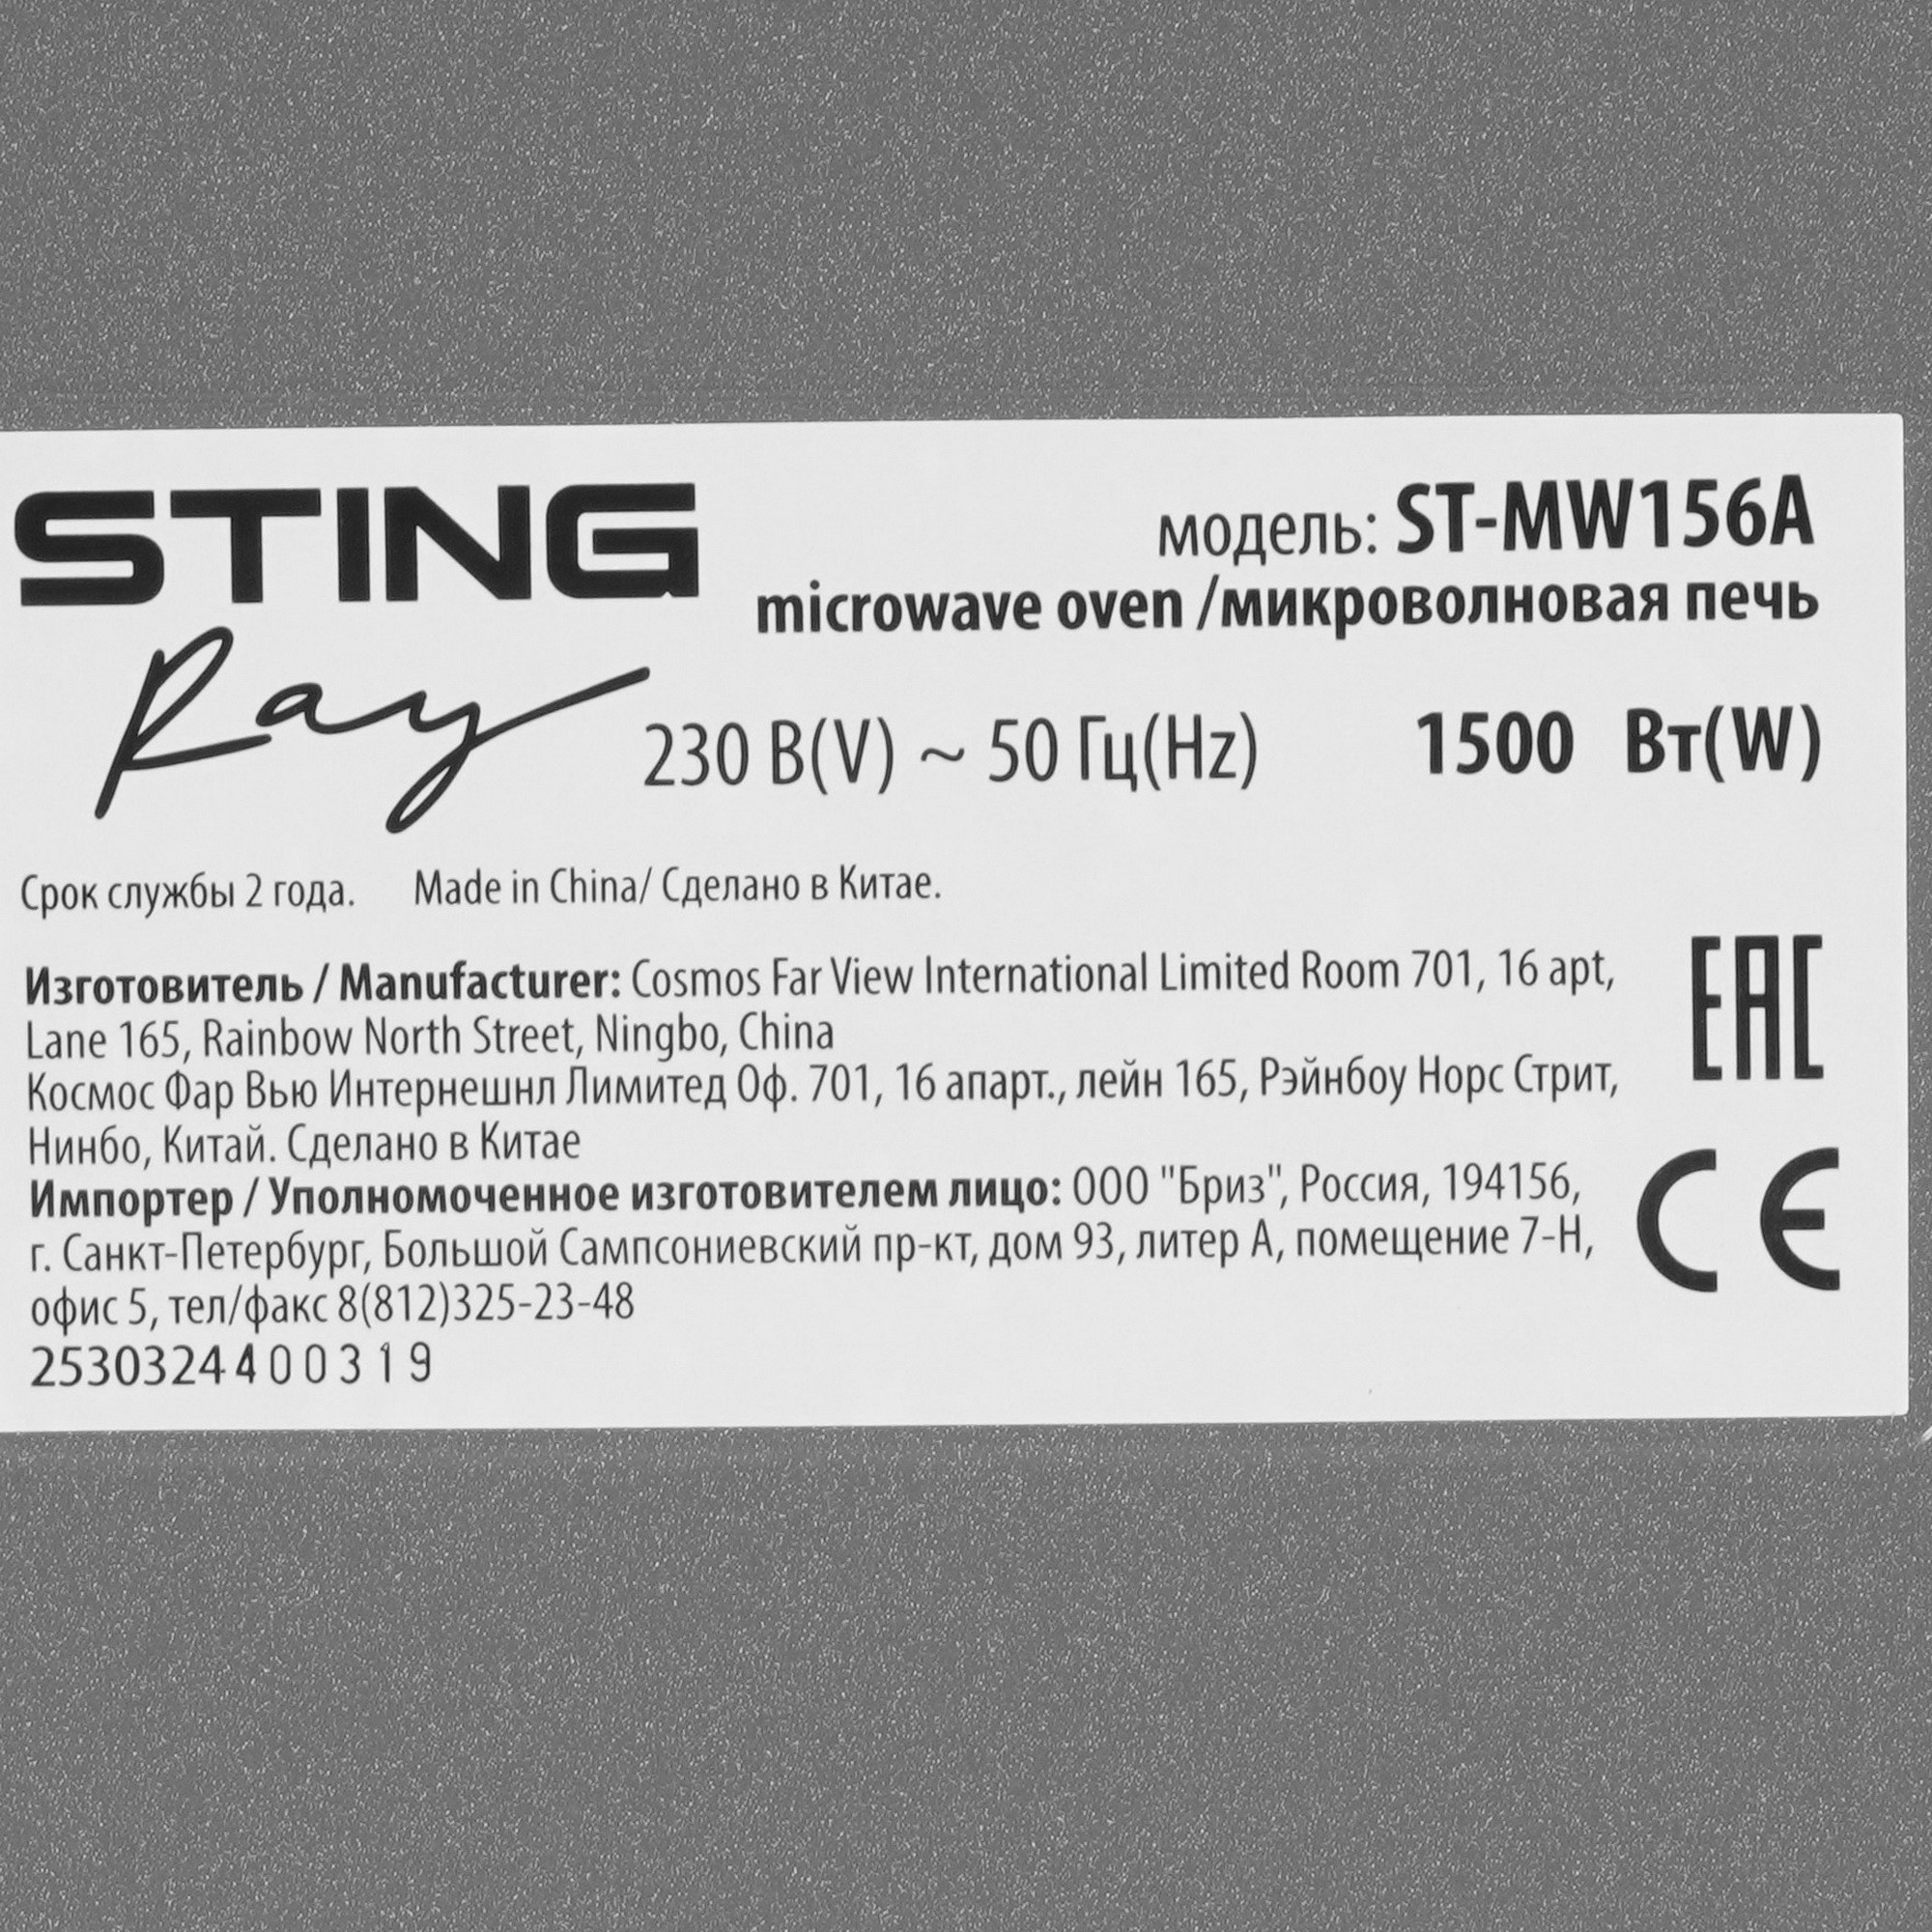 STING
Ray
модель: ST-MW156A
microwave oven /микроволновая печь
230 В(V) ~ 50 Гц(Hz) 1500 Вт(W)
Срок службы 2 года. Made in China/ Сделано в Китае.
Изготовитель / Manufacturer: Cosmos Far View International Limited Room 701, 16 apt,
Lane 165, Rainbow North Street, Ningbo, China
Космос Фар Вью Интернешнл Лимитед Оф. 701, 16 апарт., лейн 165, Рэйнбоу Норс Стрит,
Нинбо, Китай. Сделано в Китае
Импортер / Уполномоченное изготовителем лицо: ООО "Бриз", Россия, 194156,
г. Санкт-Петербург, Большой Сампсониевский пр-кт, дом 93, литер А, помещение 7-Н,
офис 5, тел/факс 8(812)325-23-48
2530324400319
EAC
CE